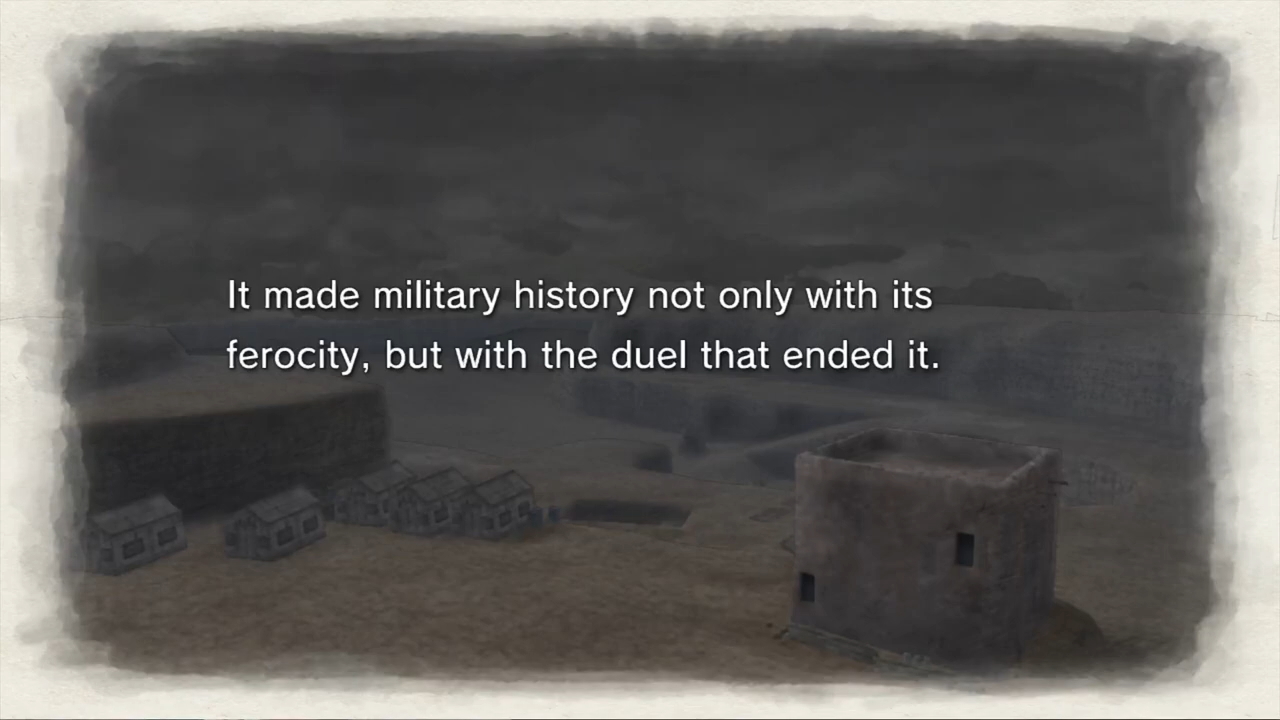 It made military history not only with its
ferocity, but with the duel that ended it.